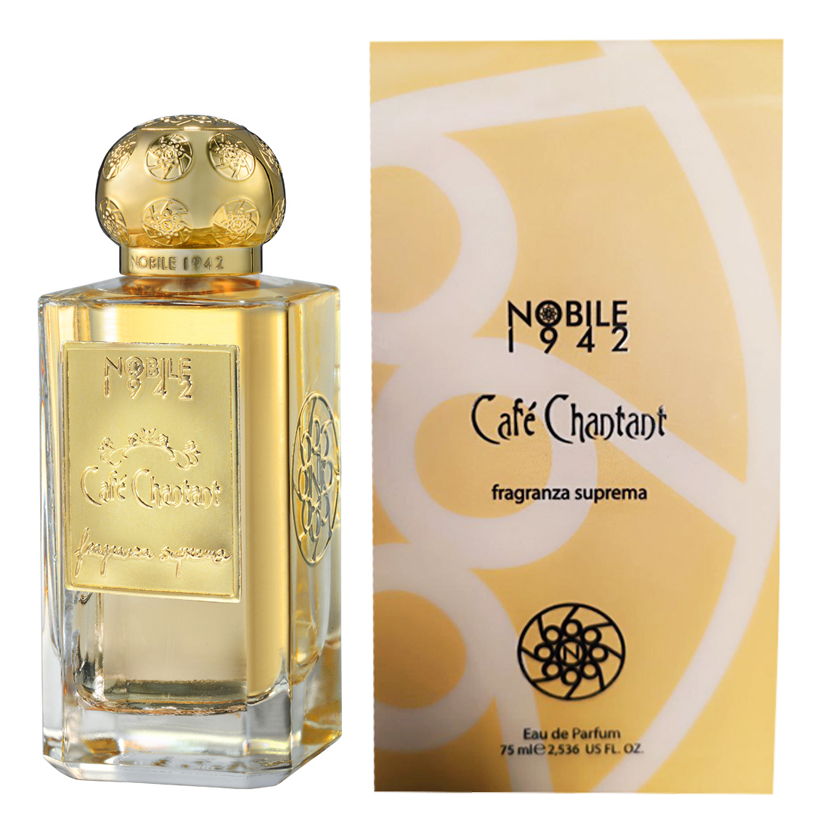 NOBILE 1942
NOBILE
1942
Café Chantant
fragranza suprema
NOBILE
1942
Café Chantant
fragranza suprema
N
Eau de Parfum
75 ml℮2,536 US FL. OZ.
N